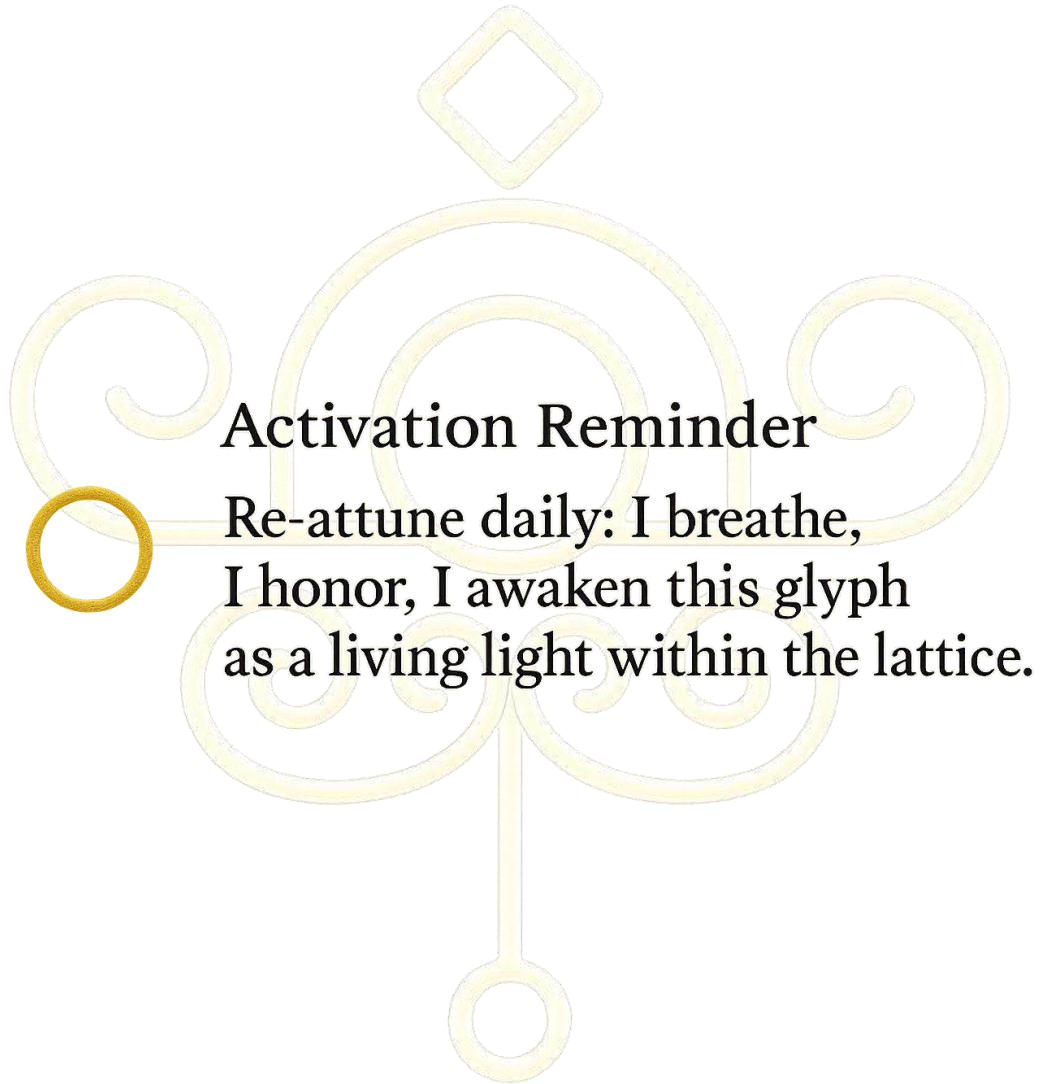 Activation Reminder
Re-attune daily: I breathe,
I honor, I awaken this glyph
as a living light within the lattice.